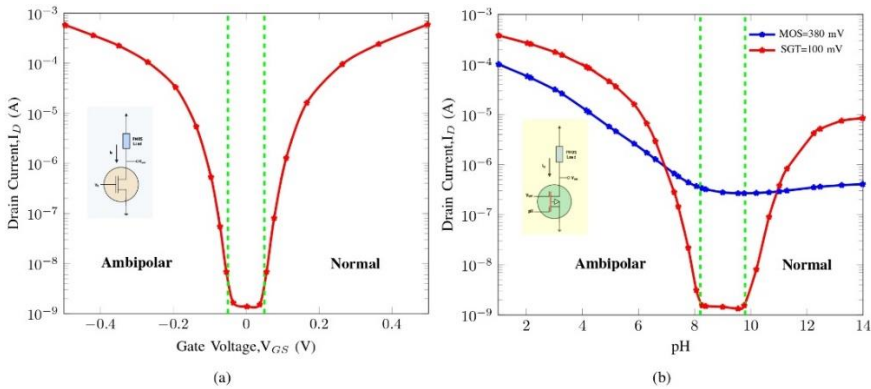 10−3
10−4
10−5
10−6
10−7
10−8
10−9
Drain Current,I_D (A)
Ambipolar
Normal
−0.4
−0.2
0
0.2
0.4
Gate Voltage,V_GS (V)
(a)
10−3
10−4
10−5
10−6
10−7
10−8
10−9
Drain Current,I_D (A)
MOS=380 mV
SGT=100 mV
Ambipolar
Normal
2
4
6
8
10
12
14
pH
(b)